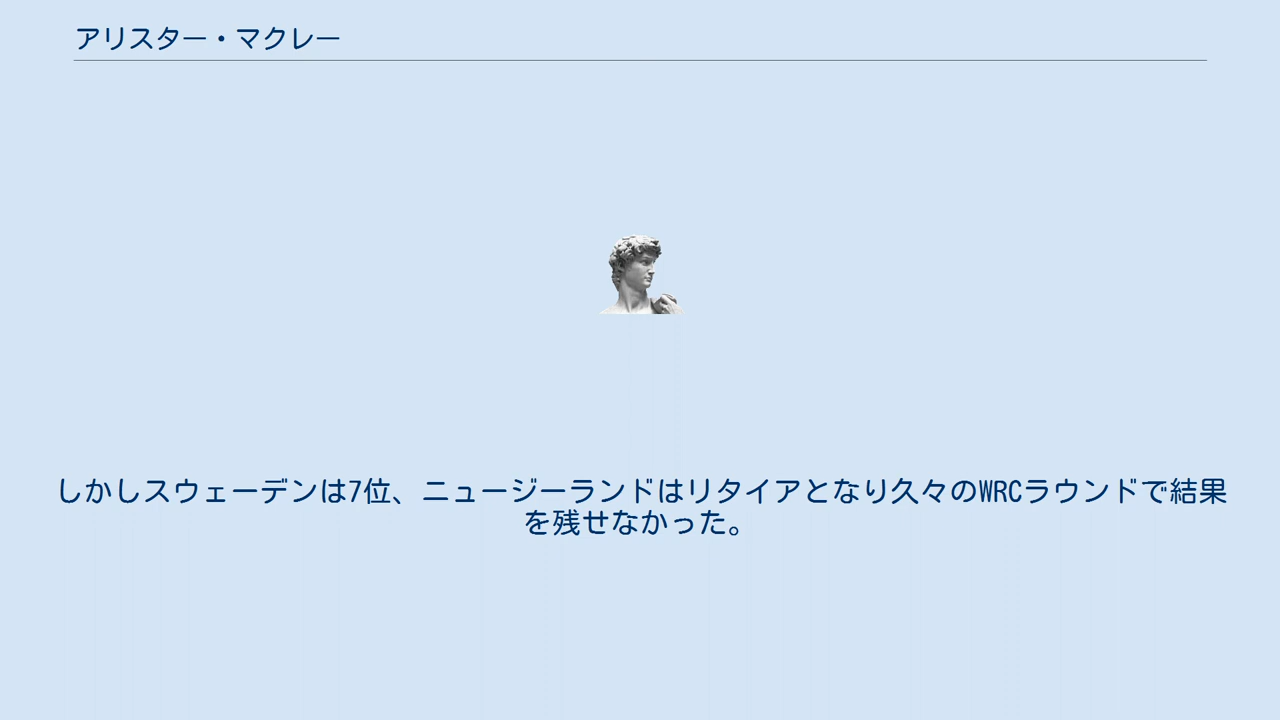 アリスター・マクレー
しかしスウェーデンは7位、ニュージーランドはリタイアとなり久々のWRCラウンドで結果
を残せなかった。